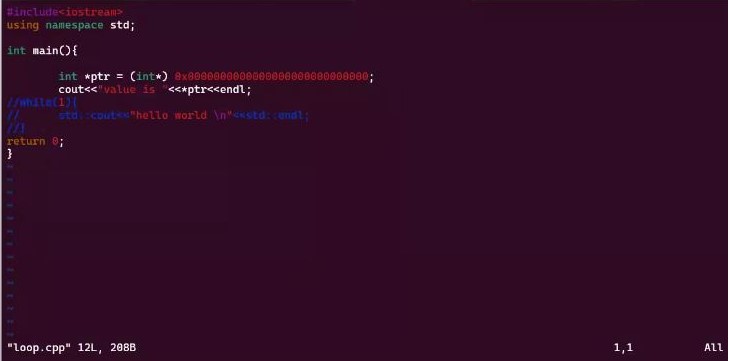 #include<iostream>
using namespace std;
int main(){
int *ptr = (int*) 0x0000000000000000000000000000;
cout<<"value is "<<*ptr<<endl;
//while(1){
//      std::cout<<"hello world \n"<<std::endl;
//}
return 0;
}
~
~
~
~
~
~
~
~
~
~
~
~
~
~
"loop.cpp" 12L, 208B 1,1 All